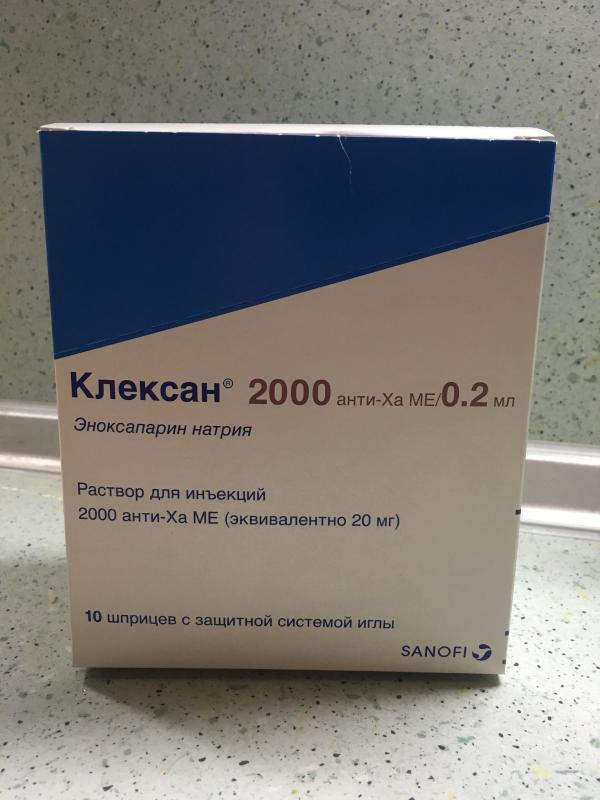 Клексан® 2000 анти-Ха МЕ/0.2 мл
Эноксапарин натрия
Раствор для инъекций
2000 анти-Ха МЕ (эквивалентно 20 мг)
10 шприцев с защитной системой иглы
SANOFI